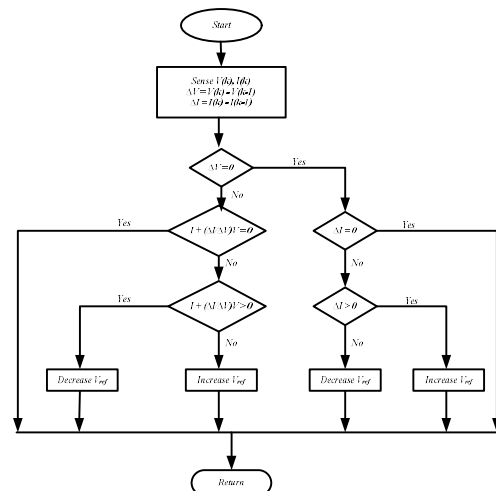 Start
Sense V(k), I(k)
ΔV=V(k) - V(k-1)
ΔI=I(k) - I(k-1)
ΔV=0
Yes
No
Yes
I + (ΔI/ΔV)V=0
ΔI=0
Yes
No
No
Yes
I + (ΔI/ΔV)V>0
ΔI>0
Yes
No
No
Decrease Vref
Increase Vref
Decrease Vref
Increase Vref
Return